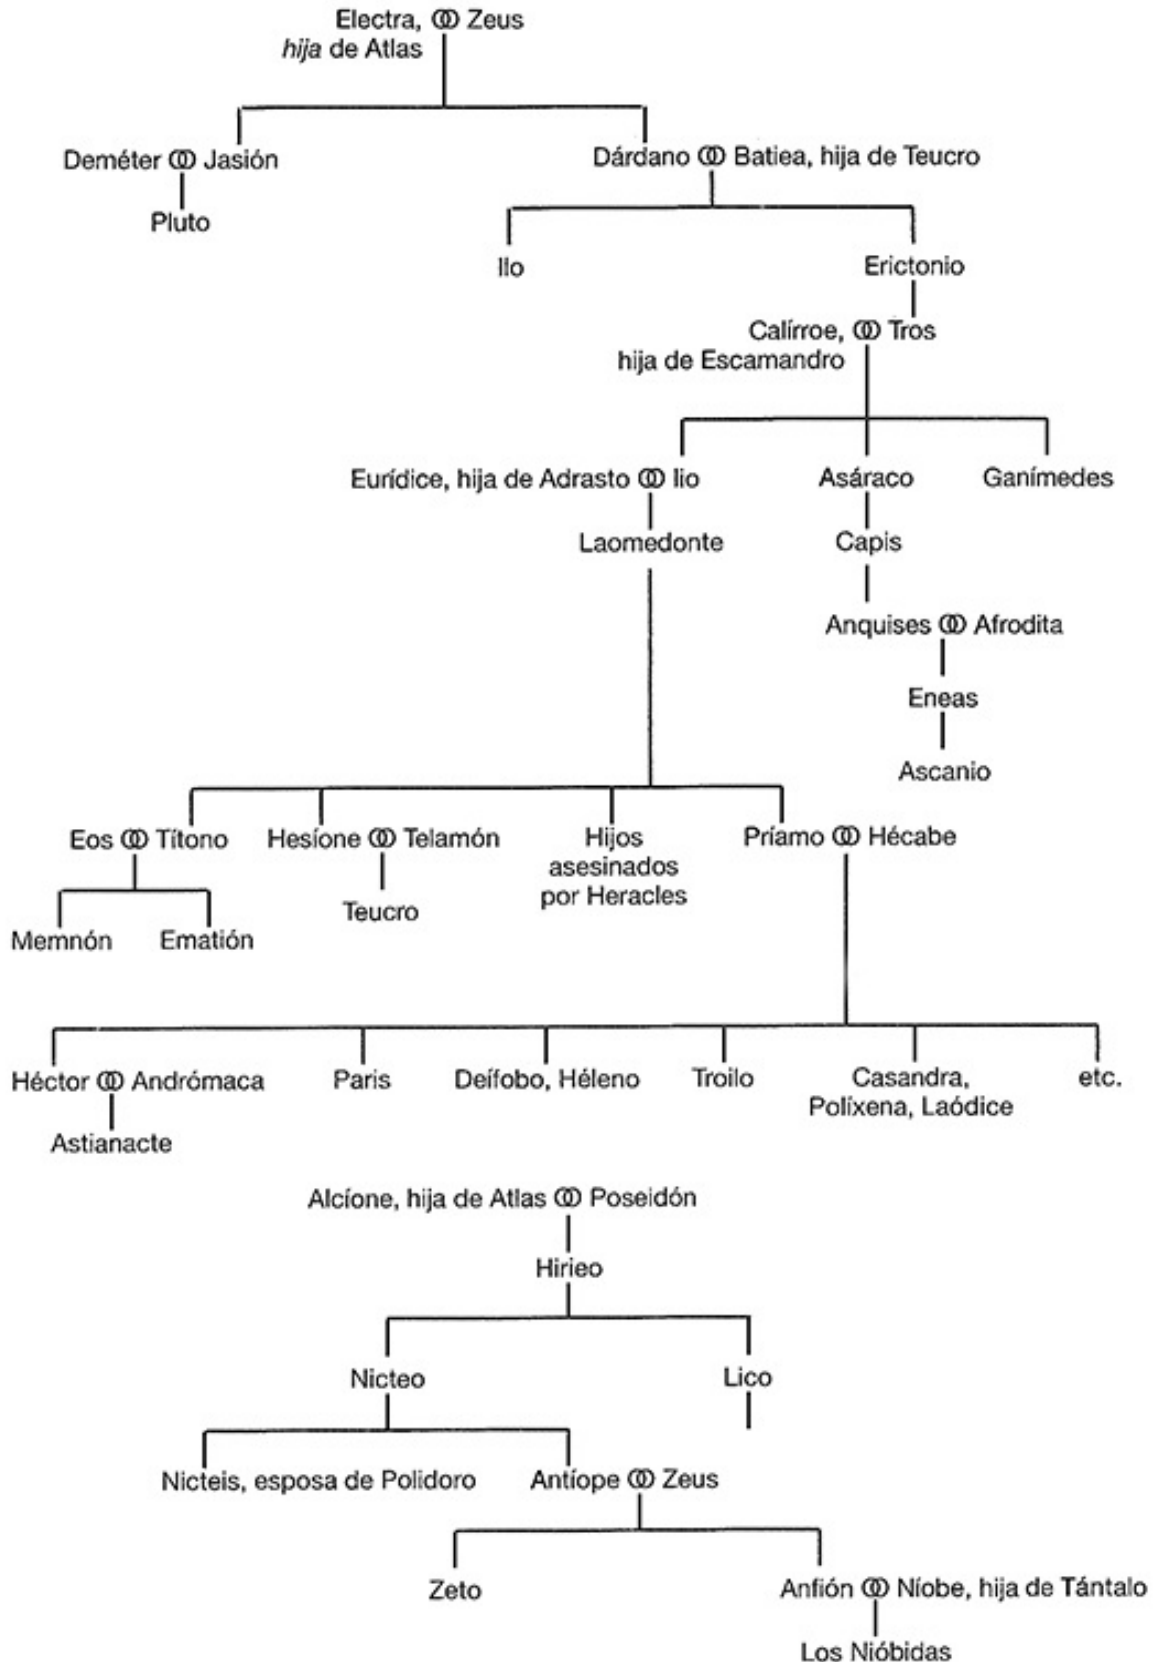 Electra, ⚭ Zeus
hija de Atlas
Deméter ⚭ Jasión
Dárdano ⚭ Batiea, hija de Teucro
Pluto
Ilo
Erictonio
Calírroe, ⚭ Tros
hija de Escamandro
Eurídice, hija de Adrasto ⚭ Ilo
Asáraco
Ganímedes
Laomedonte
Capis
Anquises ⚭ Afrodita
Eneas
Ascanio
Eos ⚭ Títono
Hesíone ⚭ Telamón
Hijos
asesinados
por Heracles
Príamo ⚭ Hécabe
Teucro
Memnón
Ematión
Héctor ⚭ Andrómaca
Paris
Deífobo, Héleno
Troilo
Casandra,
Políxena, Laódice
etc.
Astianacte
Alcíone, hija de Atlas ⚭ Poseidón
Hirieo
Nicteo
Lico
Nicteis, esposa de Polidoro
Antíope ⚭ Zeus
Zeto
Anfión ⚭ Níobe, hija de Tántalo
Los Nióbidas